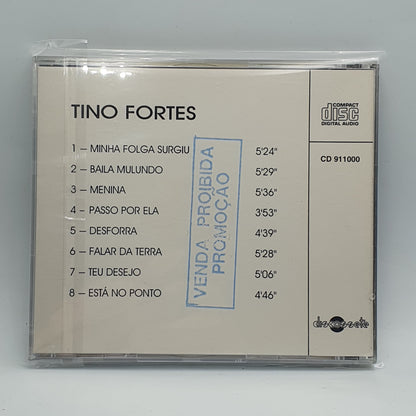 TINO FORTES
COMPACT
disc
DIGITAL AUDIO
CD 911000
1 – MINHA FOLGA SURGIU 5'24"
2 – BAILA MULUNDO 5'29"
3 – MENINA 5'36"
4 – PASSO POR ELA 3'53"
5 – DESFORRA 4'39"
6 – FALAR DA TERRA 5'28"
7 – TEU DESEJO 5'06"
8 – ESTÁ NO PONTO 4'46"
VENDA PROIBIDA
PROMOÇÃO
discossete